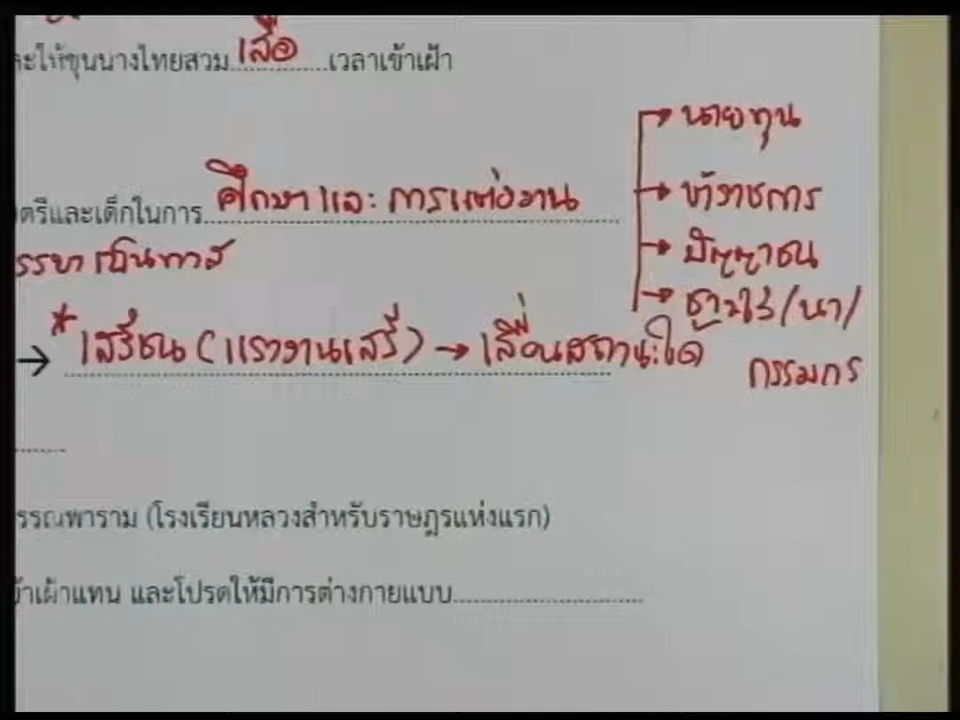 ละให้ขุนนางไทยสวม...เสื้อ...เวลาเข้าเฝ้า
นายทุน
ตรีและเด็กในการ...ศึกษา และ การแต่งงาน
ข้าราชการ
ปัญญาชน
รรยา เป็นทาส
ชาวไร่/นา/
กรรมกร
→ * เสรีชน (แรงงานเสรี) → เลื่อนสถานะได้
รรณพาราม (โรงเรียนหลวงสำหรับราษฎรแห่งแรก)
ข้าเฝ้าแทน และโปรดให้มีการต่างกายแบบ...